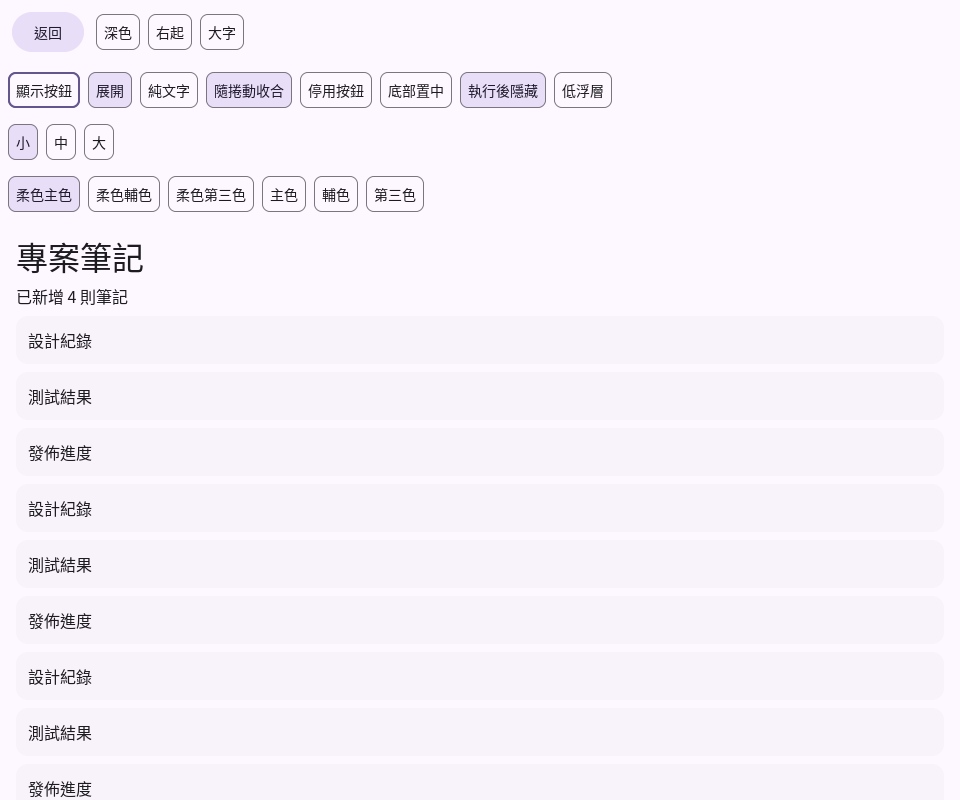 返回 深色 右起 大字
顯示按鈕 展開 純文字 隨捲動收合 停用按鈕 底部置中 執行後隱藏 低浮層
小 中 大
柔色主色 柔色輔色 柔色第三色 主色 輔色 第三色
專案筆記
已新增 4 則筆記
設計紀錄
測試結果
發佈進度
設計紀錄
測試結果
發佈進度
設計紀錄
測試結果
發佈進度